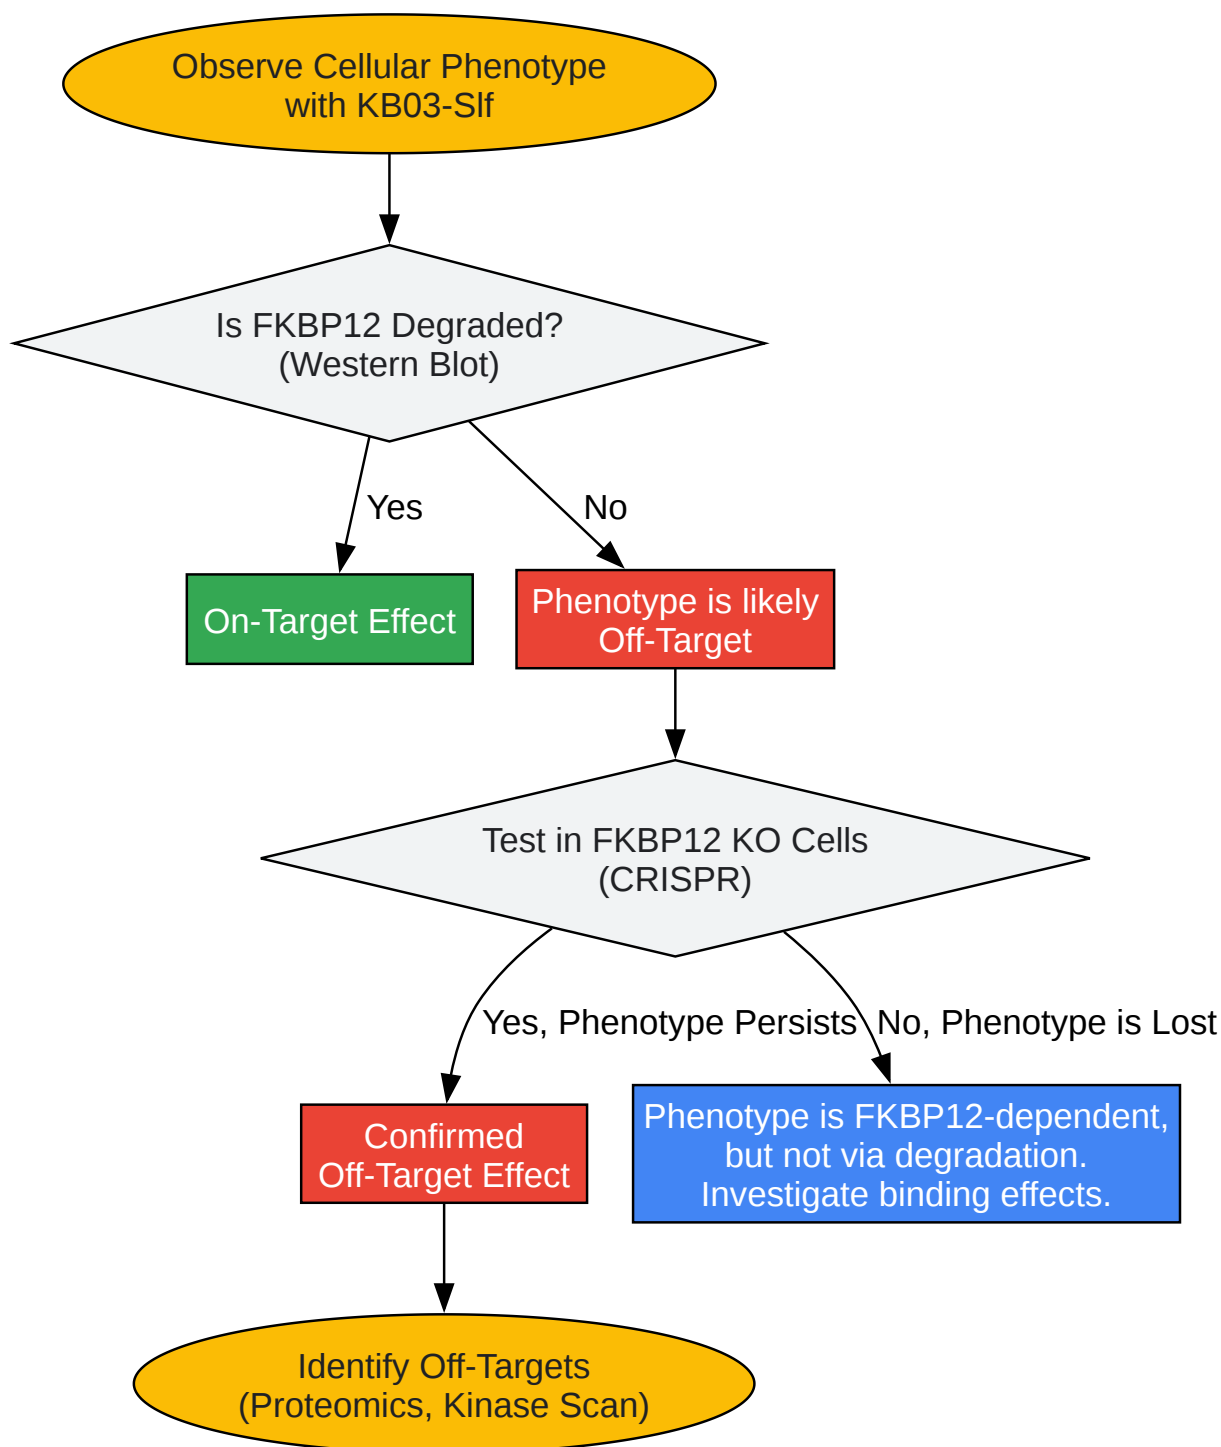 Observe Cellular Phenotype
with KB03-Slf
Is FKBP12 Degraded?
(Western Blot)
Yes
No
On-Target Effect
Phenotype is likely
Off-Target
Test in FKBP12 KO Cells
(CRISPR)
Yes, Phenotype Persists
No, Phenotype is Lost
Confirmed
Off-Target Effect
Phenotype is FKBP12-dependent,
but not via degradation.
Investigate binding effects.
Identify Off-Targets
(Proteomics, Kinase Scan)